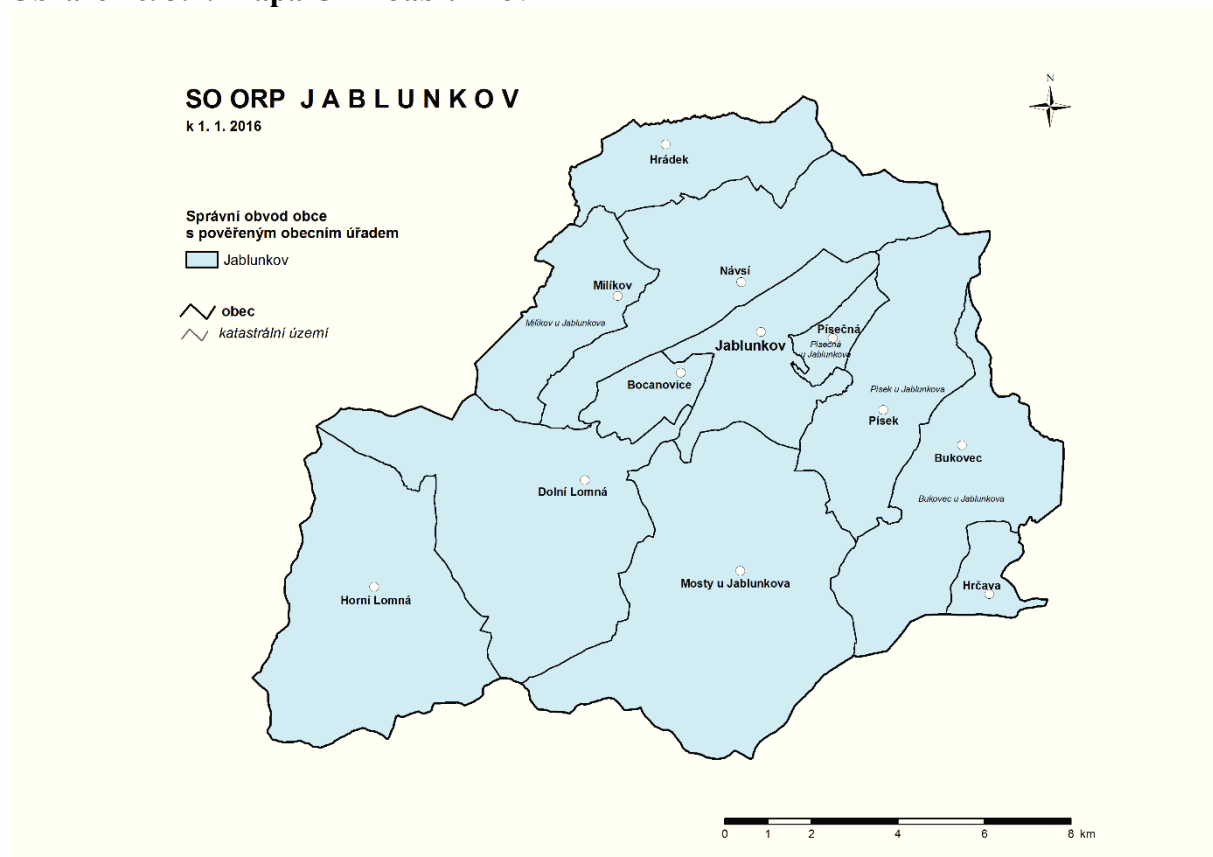 SO ORP J A B L U N K O V
k 1. 1. 2016
N
Hrádek
Správní obvod obce
s pověřeným obecním úřadem
Jablunkov
obec
katastrální území
Návsí
Milíkov
Milíkov u Jablunkova
Písečná
Písečná
u Jablunkova
Jablunkov
Bocanovice
Písek u Jablunkova
Písek
Bukovec
Bukovec u Jablunkova
Dolní Lomná
Mosty u Jablunkova
Hrčava
Horní Lomná
0 1 2 4 6 8 km